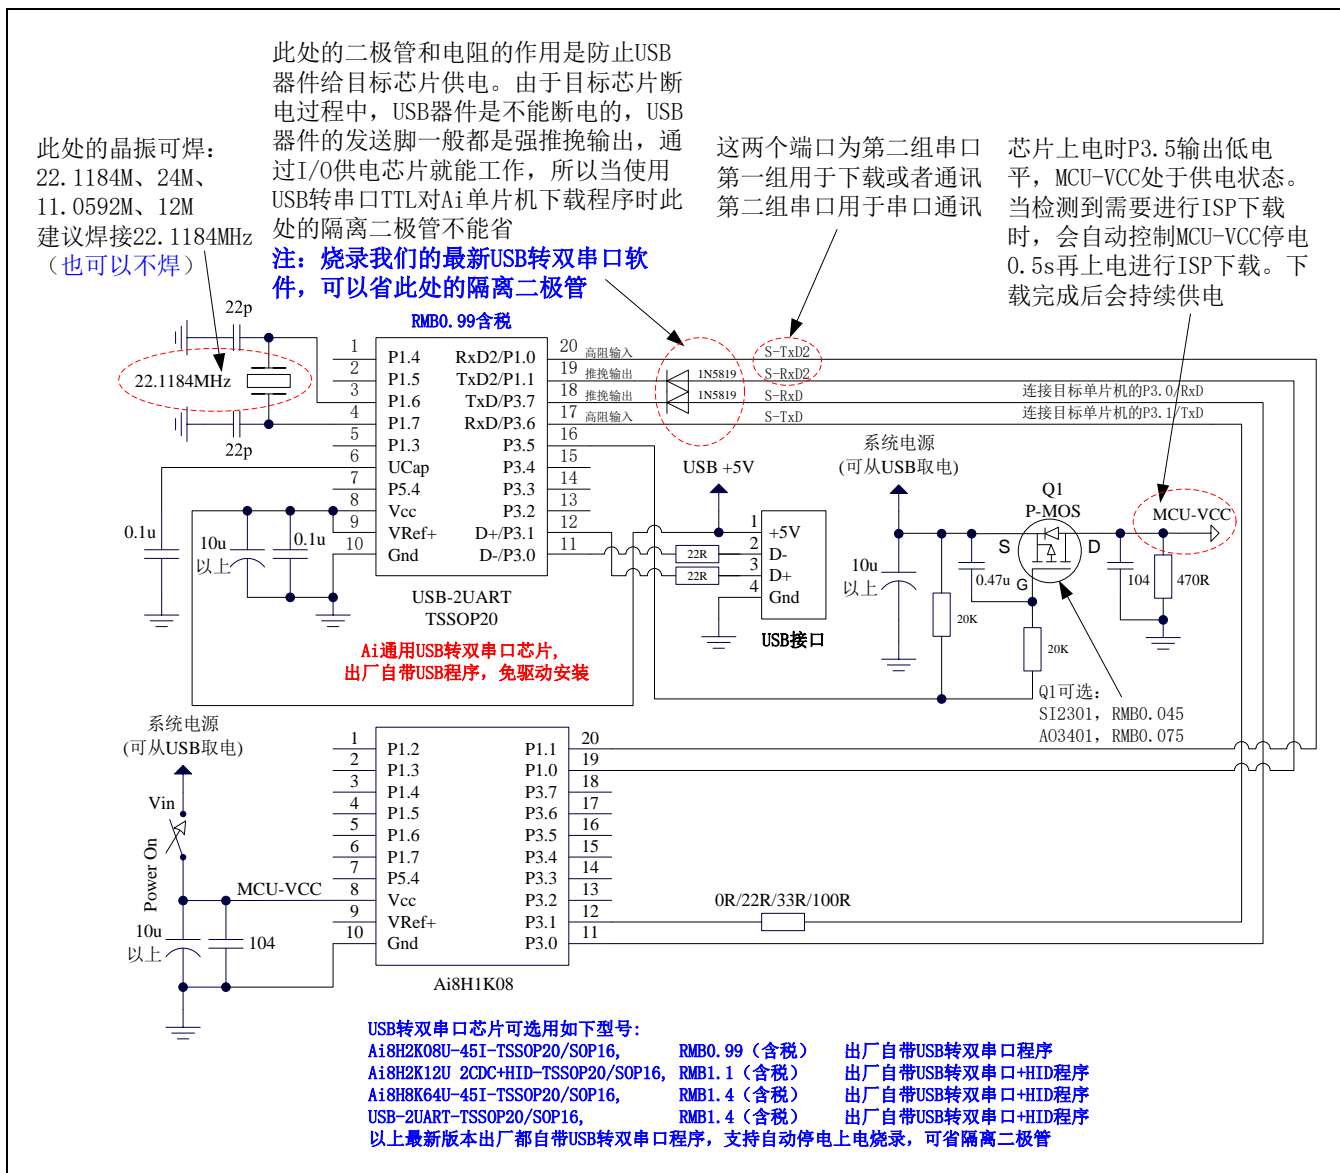 此处的二极管和电阻的作用是防止USB
器件给目标芯片供电。由于目标芯片断
电过程中，USB器件是不能断电的，USB
器件的发送脚一般都是强推挽输出，通
过I/O供电芯片就能工作，所以当使用
USB转串口TTL对Ai单片机下载程序时此
处的隔离二极管不能省
注：烧录我们的最新USB转双串口软
件，可以省此处的隔离二极管
此处的晶振可焊：
22.1184M、24M、
11.0592M、12M
建议焊接22.1184MHz
（也可以不焊）
这两个端口为第二组串口
第一组用于下载或者通讯
第二组串口用于串口通讯
芯片上电时P3.5输出低电
平，MCU-VCC处于供电状态。
当检测到需要进行ISP下载
时，会自动控制MCU-VCC停电
0.5s再上电进行ISP下载。下
载完成后会持续供电
RMB0.99含税
22p
22.1184MHz
22p
1 P1.4
2 P1.5
3 P1.6
4 P1.7
5 P1.3
6 UCap
7 P5.4
8 Vcc
9 VRef+
10 Gnd
RxD2/P1.0 20 高阻输入 S-TxD2
TxD2/P1.1 19 推挽输出 1N5819 S-RxD2
TxD/P3.7 18 推挽输出 1N5819 S-RxD 连接目标单片机的P3.0/RxD
RxD/P3.6 17 高阻输入 S-TxD 连接目标单片机的P3.1/TxD
P3.5 16
P3.4 15
P3.3 14
P3.2 13
D+/P3.1 12
D-/P3.0 11
0.1u
10u
以上
0.1u
USB-2UART
TSSOP20
Ai通用USB转双串口芯片,
出厂自带USB程序，免驱动安装
USB +5V
22R
22R
1 +5V
2 D-
3 D+
4 Gnd
USB接口
系统电源
(可从USB取电)
10u
以上
Q1
P-MOS
S
D
G
0.47u
20K
20K
MCU-VCC
104
470R
Q1可选：
SI2301，RMB0.045
AO3401，RMB0.075
系统电源
(可从USB取电)
Vin
Power On
MCU-VCC
10u
以上
104
1 P1.2
2 P1.3
3 P1.4
4 P1.5
5 P1.6
6 P1.7
7 P5.4
8 Vcc
9 VRef+
10 Gnd
P1.1 20
P1.0 19
P3.7 18
P3.6 17
P3.5 16
P3.4 15
P3.3 14
P3.2 13
P3.1 12
P3.0 11
0R/22R/33R/100R
Ai8H1K08
USB转双串口芯片可选用如下型号:
Ai8H2K08U-45I-TSSOP20/SOP16, RMB0.99（含税） 出厂自带USB转双串口程序
Ai8H2K12U 2CDC+HID-TSSOP20/SOP16, RMB1.1（含税） 出厂自带USB转双串口+HID程序
Ai8H8K64U-45I-TSSOP20/SOP16, RMB1.4（含税） 出厂自带USB转双串口+HID程序
USB-2UART-TSSOP20/SOP16, RMB1.4（含税） 出厂自带USB转双串口+HID程序
以上最新版本出厂都自带USB转双串口程序，支持自动停电上电烧录，可省隔离二极管